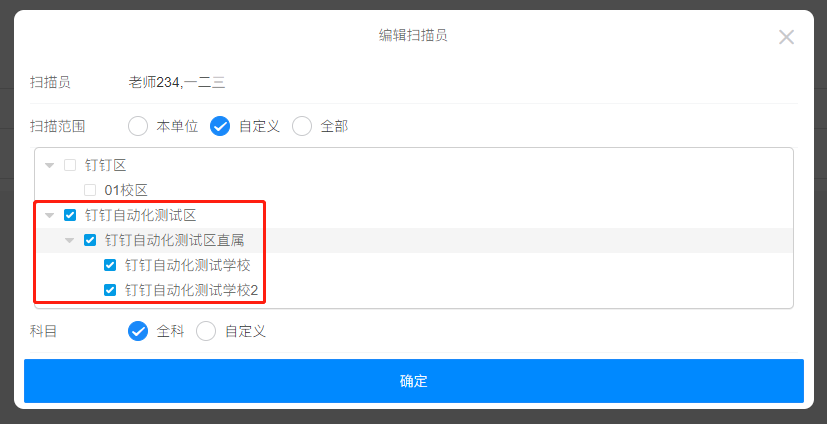 编辑扫描员
扫描员 老师234,一二三
扫描范围 本单位 自定义 全部
钉钉区
01校区
钉钉自动化测试区
钉钉自动化测试区直属
钉钉自动化测试学校
钉钉自动化测试学校2
科目 全科 自定义
确定